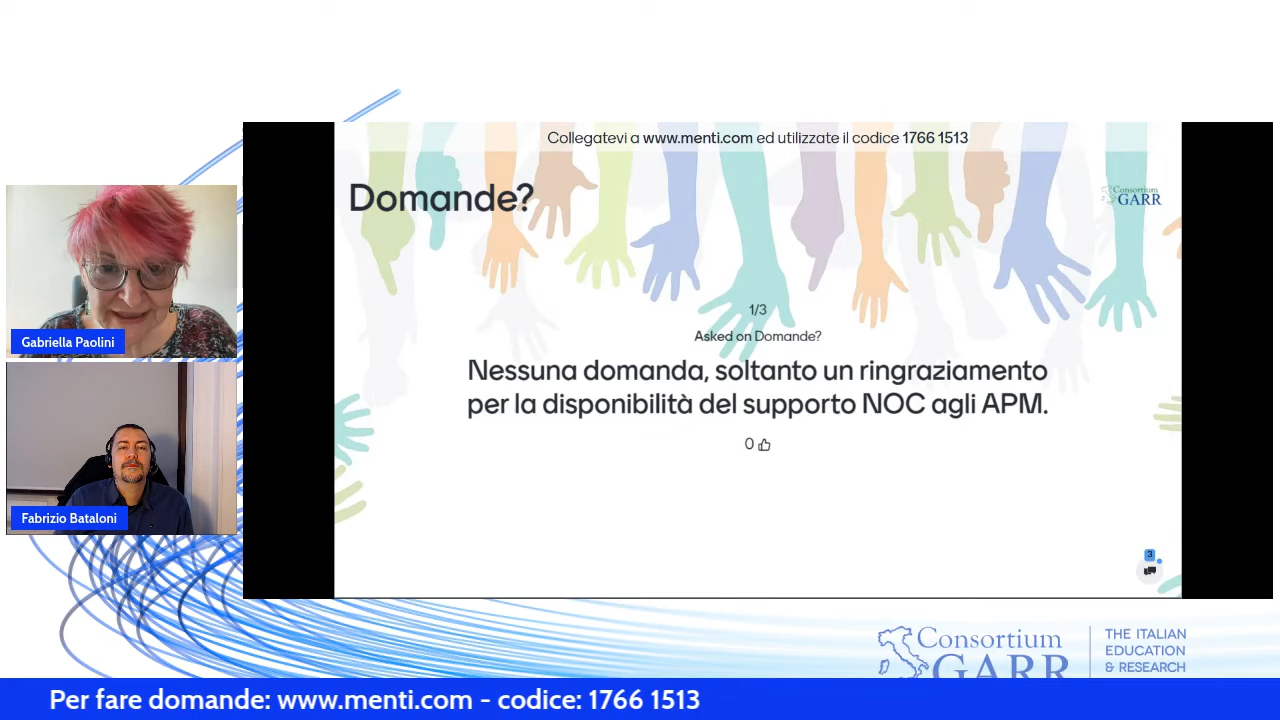 Collegatevi a www.menti.com ed utilizzate il codice 1766 1513
Domande?
Consortium
GARR
1/3
Asked on Domande?
Nessuna domanda, soltanto un ringraziamento
per la disponibilità del supporto NOC agli APM.
0
3
Gabriella Paolini
Fabrizio Bataloni
Consortium
GARR
THE ITALIAN
EDUCATION
& RESEARCH
Per fare domande: www.menti.com - codice: 1766 1513